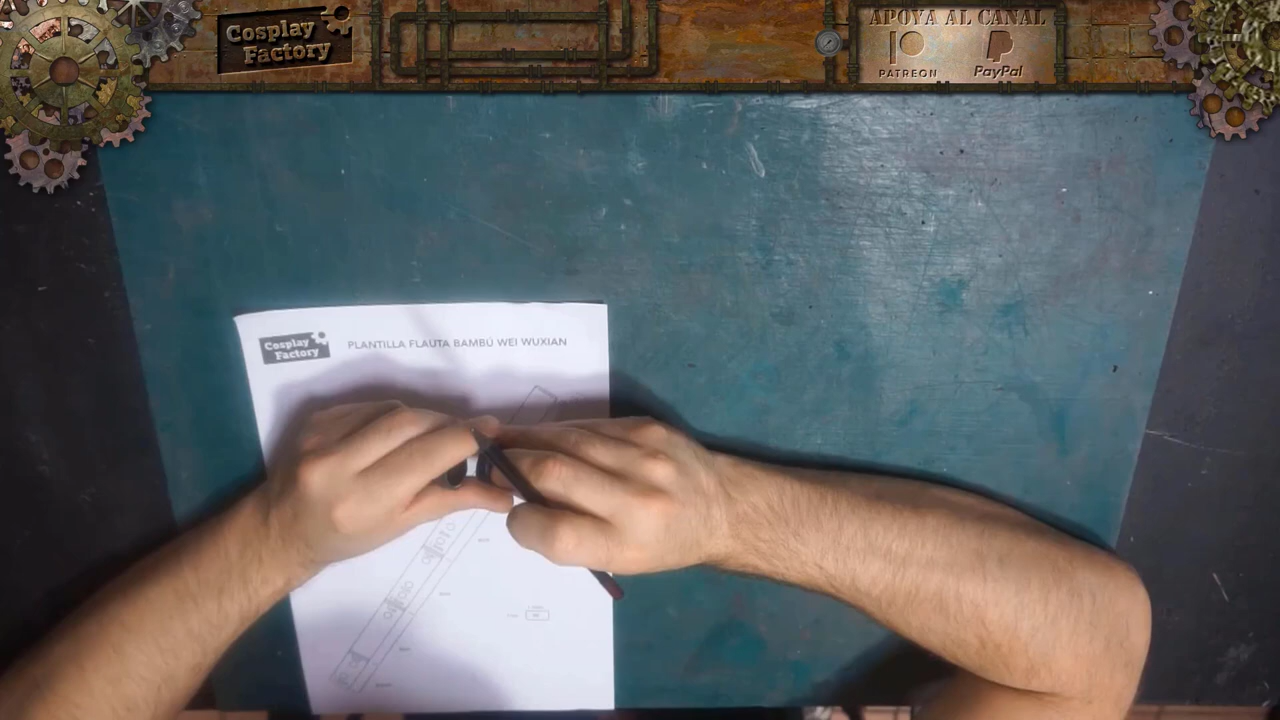 Cosplay
Factory
APOYA AL CANAL
PATREON
PayPal
Cosplay
Factory
PLANTILLA FLAUTA BAMBÚ WEI WUXIAN